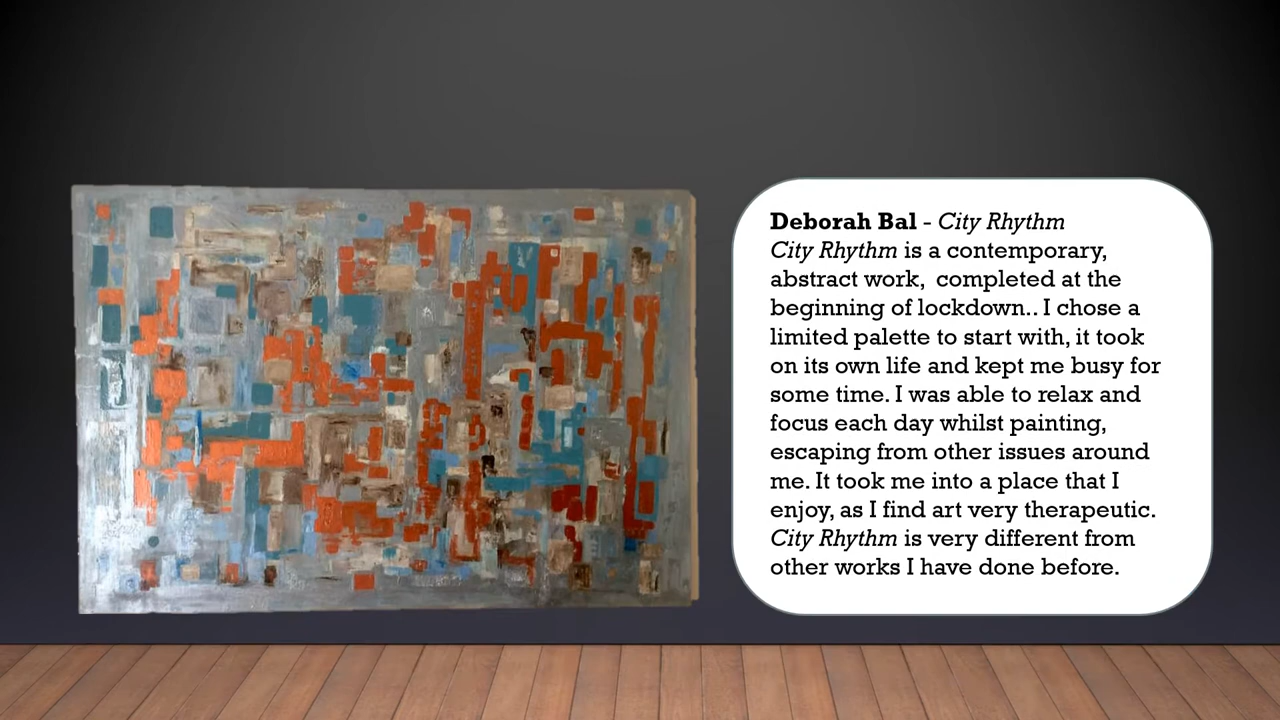 Deborah Bal - City Rhythm
City Rhythm is a contemporary,
abstract work,  completed at the
beginning of lockdown.. I chose a
limited palette to start with, it took
on its own life and kept me busy for
some time. I was able to relax and
focus each day whilst painting,
escaping from other issues around
me. It took me into a place that I
enjoy, as I find art very therapeutic.
City Rhythm is very different from
other works I have done before.